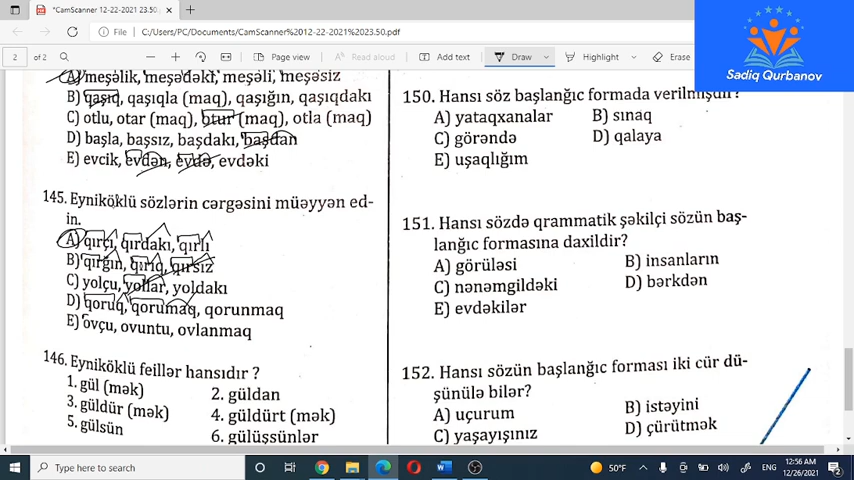 *CamScanner 12-22-2021 23.50.p
File
C:/Users/PC/Documents/CamScanner%2012-22-2021%2023.50.pdf
2
of 2
Page view
Read aloud
Add text
Draw
Highlight
Erase
Sadiq Qurbanov
A) meşəlik, meşədəki, meşəli, meşəsiz
B) qaşıq, qaşıqla (maq), qaşığın, qaşıqdakı
C) otlu, otar (maq), otur (maq), otla (maq)
D) başla, başsız, başdakı, başdan
E) evcik, evdən, evdə, evdəki
145. Eyniköklü sözlərin cərgəsini müəyyən ed-
in.
A) qırçı, qırdakı, qırlı
B) qırğın, qırıq, qırsız
C) yolçu, yollar, yoldakı
D) qoruq, qorumaq, qorunmaq
E) ovçu, ovuntu, ovlanmaq
146. Eyniköklü feillər hansıdır ?
1. gül (mək)
2. güldan
3. güldür (mək)
4. güldürt (mək)
5. gülsün
6. gülüşsünlər
150. Hansı söz başlanğıc formada verilmişdir?
A) yataqxanalar
B) sınaq
C) görəndə
D) qalaya
E) uşaqlığım
151. Hansı sözdə qrammatik şəkilçi sözün baş-
lanğıc formasına daxildir?
A) görüləsi
B) insanların
C) nənəmgildəki
D) bərkdən
E) evdəkilər
152. Hansı sözün başlanğıc forması iki cür dü-
şünülə bilər?
A) uçurum
B) istəyini
C) yaşayışınız
D) çürütmək
Type here to search
50°F
ENG
12:56 AM
12/26/2021
2